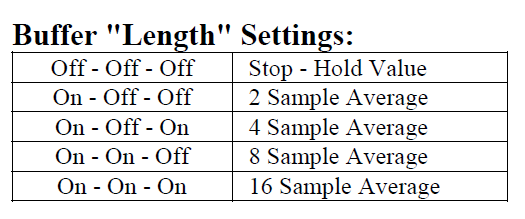 Buffer "Length" Settings:
Off - Off - Off Stop - Hold Value
On - Off - Off 2 Sample Average
On - Off - On 4 Sample Average
On - On - Off 8 Sample Average
On - On - On 16 Sample Average